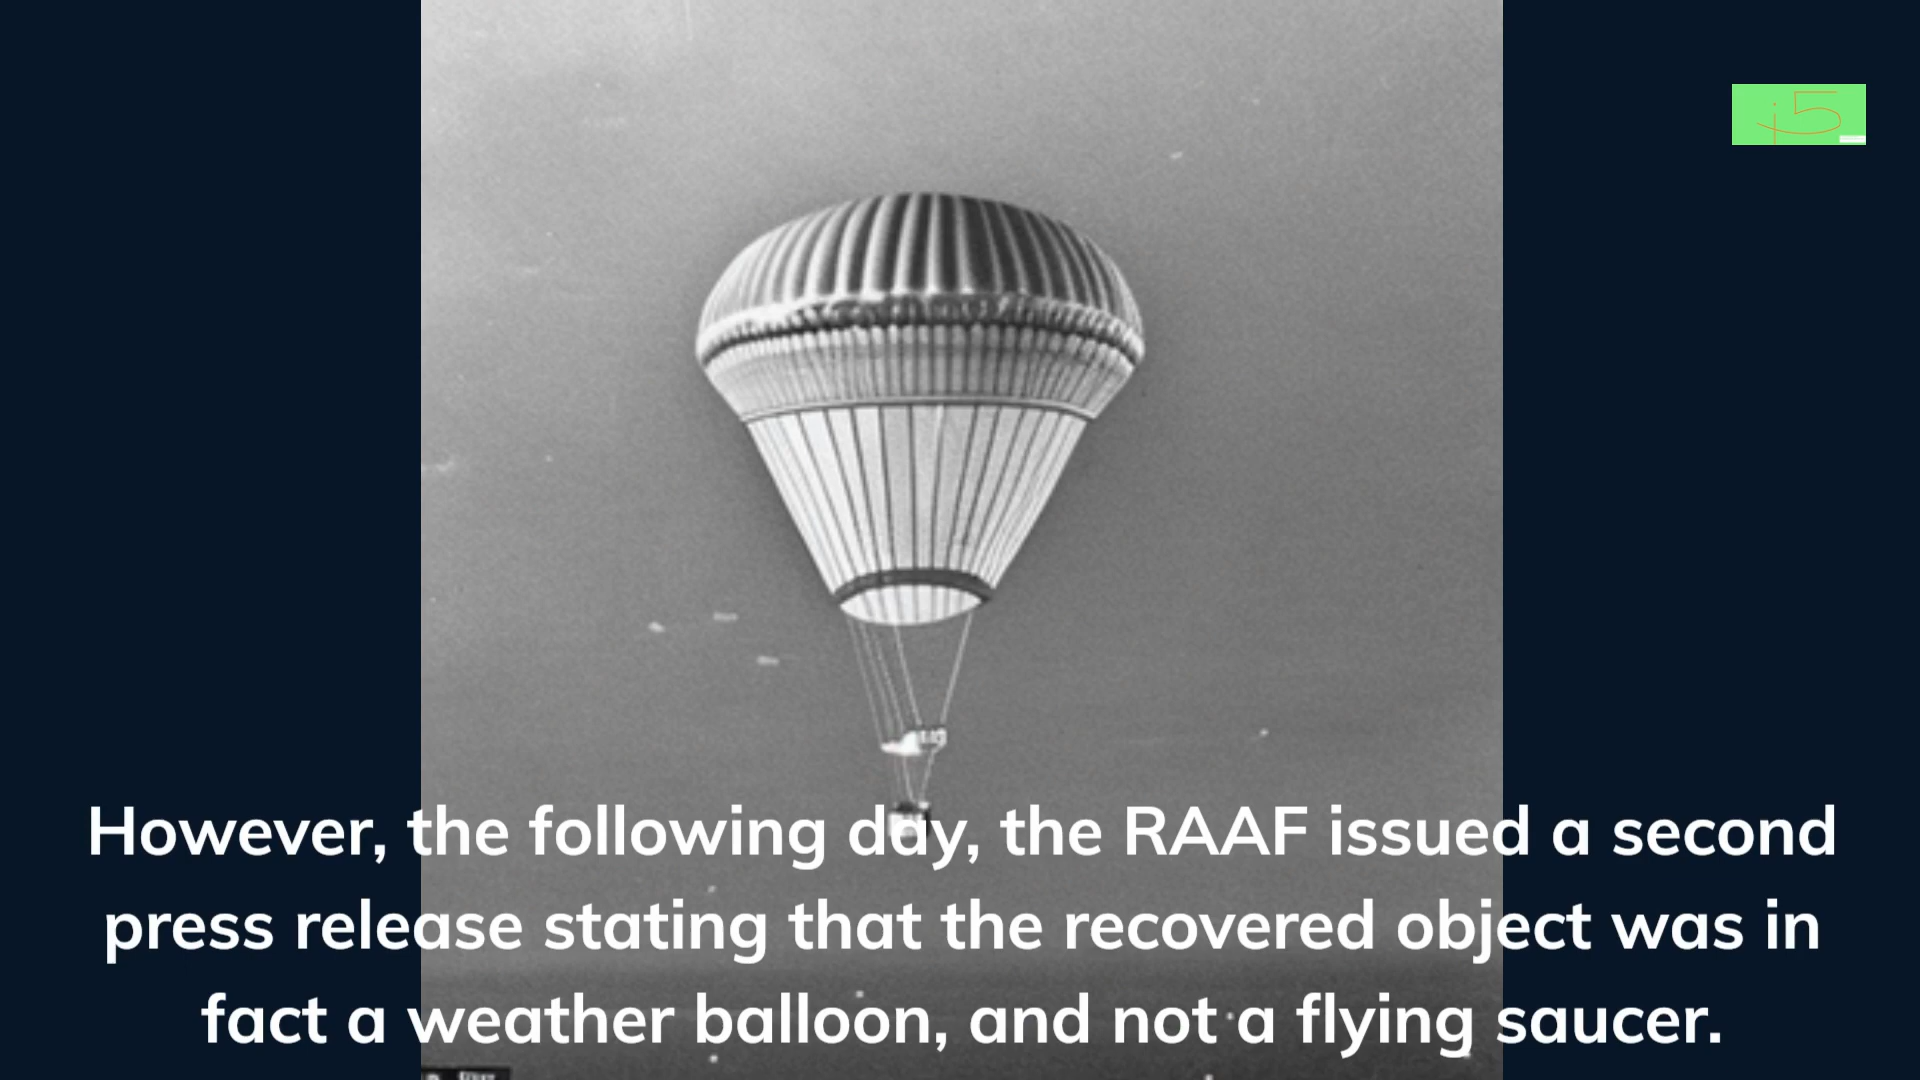 i5
However, the following day, the RAAF issued a second
press release stating that the recovered object was in
fact a weather balloon, and not a flying saucer.